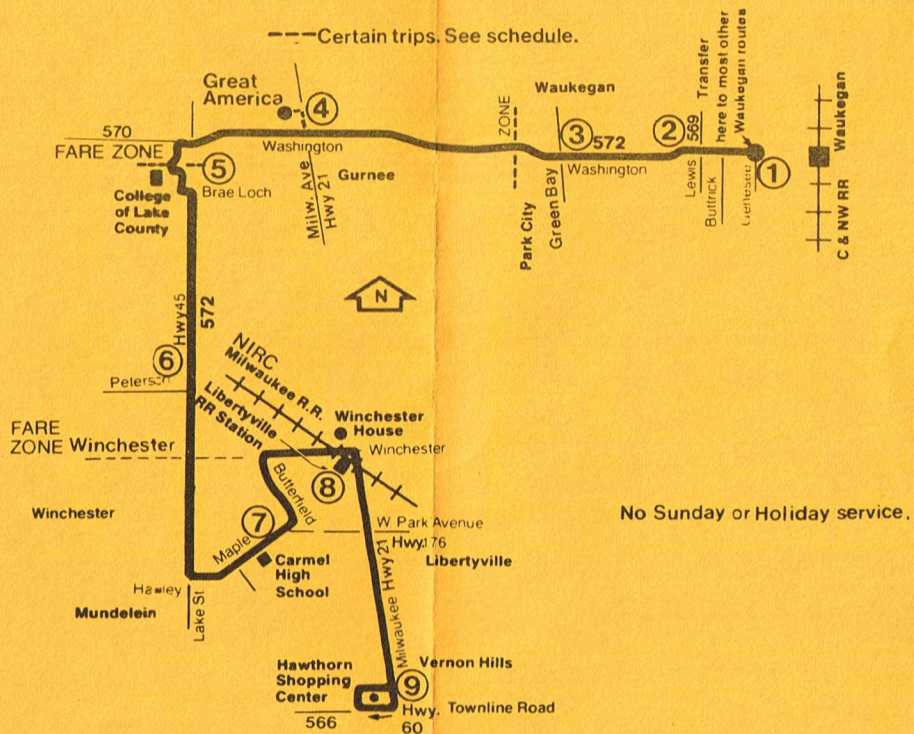 Certain trips. See schedule.
Great
America
4
570
FARE ZONE
Washington
5
College
of Lake
County
Brae Loch
Milw. Ave
Hwy 21
Gurnee
ZONE
Park City
Waukegan
3
572
Green Bay
Washington
2
569
Lewis
Buttrick
Transfer
here to most other
Waukegan routes
Genesee
1
Waukegan
C & NW RR
N
Hwy45
572
6
Peterson
NIRC
Milwaukee R.R.
Libertyville
RR Station
Winchester
House
Winchester
FARE
ZONE Winchester
8
Butterfield
Winchester
7
Maple
W Park Avenue
Hwy.176
Libertyville
Carmel
High
School
Hawley
Mundelein
Lake St
Milwaukee Hwy 21
Vernon Hills
Hawthorn
Shopping
Center
9
566
Hwy.
60
Townline Road
No Sunday or Holiday service.